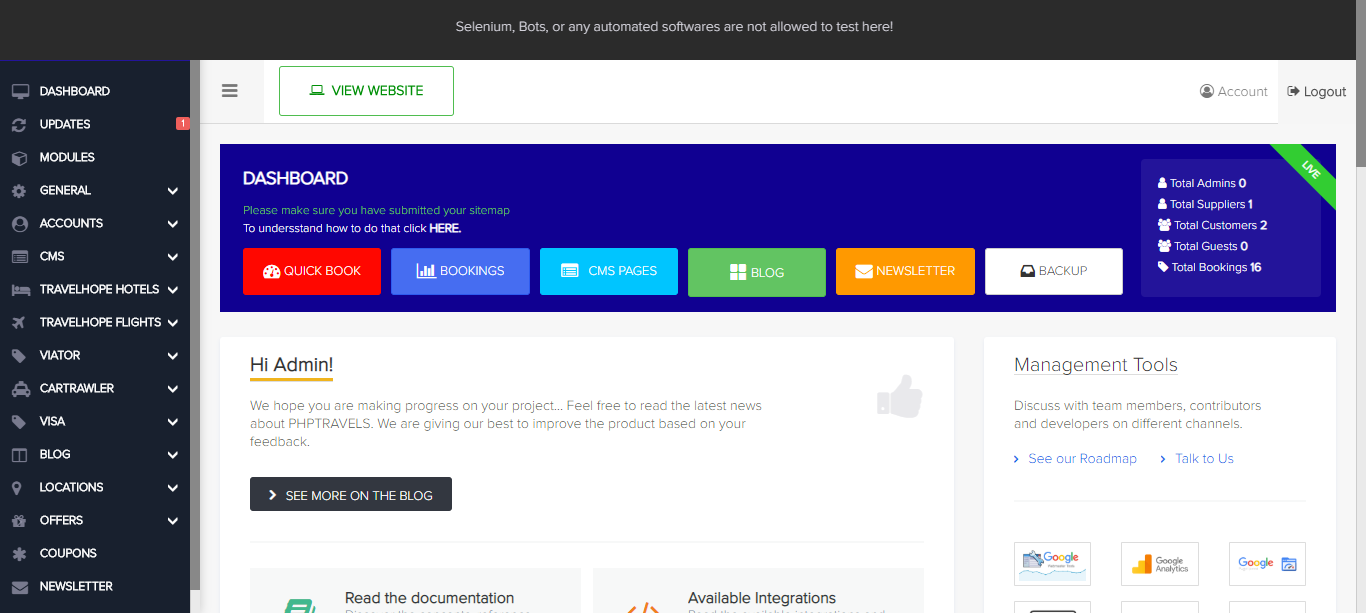 Selenium, Bots, or any automated softwares are not allowed to test here!
DASHBOARD
UPDATES
1
MODULES
GENERAL
ACCOUNTS
CMS
TRAVELHOPE HOTELS
TRAVELHOPE FLIGHTS
VIATOR
CARTRAWLER
VISA
BLOG
LOCATIONS
OFFERS
COUPONS
NEWSLETTER
VIEW WEBSITE
Account
Logout
DASHBOARD
Please make sure you have submitted your sitemap
To undersstand how to do that click HERE.
QUICK BOOK
BOOKINGS
CMS PAGES
BLOG
NEWSLETTER
BACKUP
LIVE
Total Admins 0
Total Suppliers 1
Total Customers 2
Total Guests 0
Total Bookings 16
Hi Admin!
We hope you are making progress on your project... Feel free to read the latest news
about PHPTRAVELS. We are giving our best to improve the product based on your
feedback.
SEE MORE ON THE BLOG
Read the documentation
Available Integrations
Management Tools
Discuss with team members, contributors
and developers on different channels.
See our Roadmap
Talk to Us
Google
Google
Analytics
Google